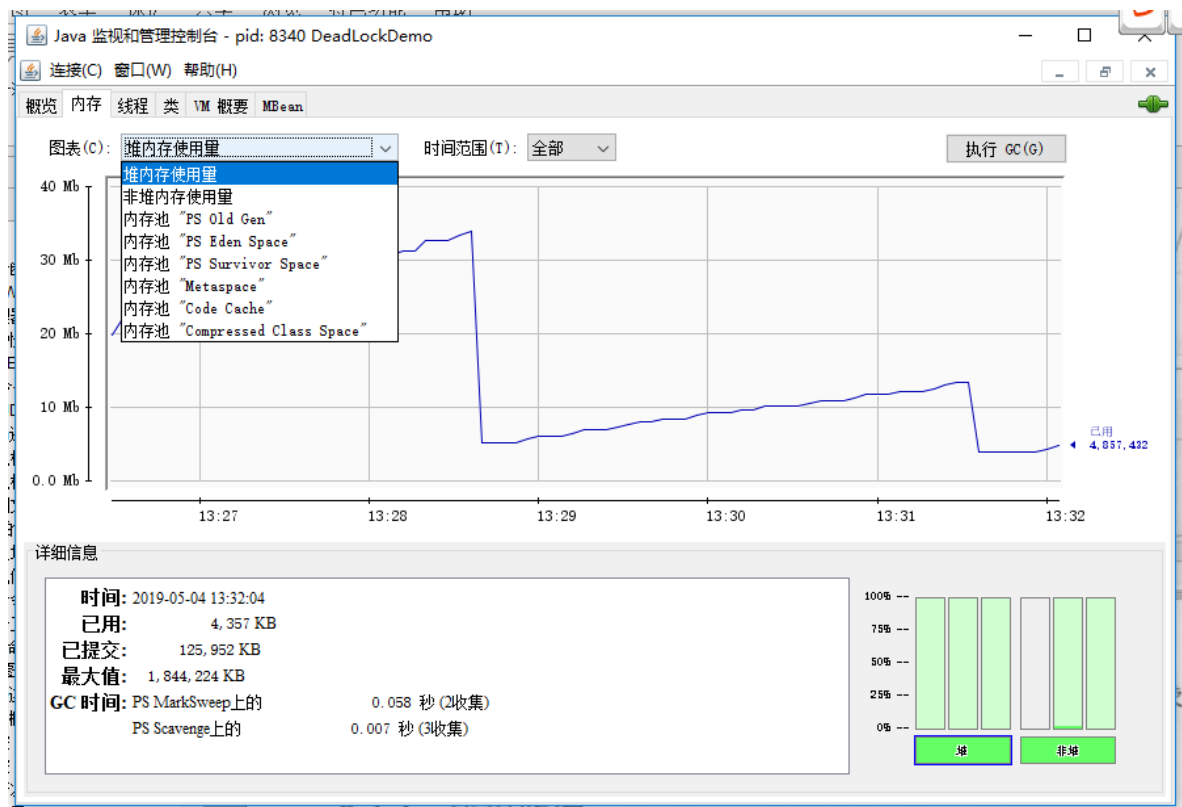 Java 监视和管理控制台 - pid: 8340 DeadLockDemo
连接(C) 窗口(W) 帮助(H)
概览 内存 线程 类 VM 概要 MBean
图表(C): 堆内存使用量 时间范围(T): 全部 执行 GC(G)
堆内存使用量
非堆内存使用量
内存池 "PS Old Gen"
内存池 "PS Eden Space"
内存池 "PS Survivor Space"
内存池 "Metaspace"
内存池 "Code Cache"
内存池 "Compressed Class Space"
40 Mb
30 Mb
20 Mb
10 Mb
0.0 Mb
已用
4,857,432
13:27 13:28 13:29 13:30 13:31 13:32
详细信息
时间: 2019-05-04 13:32:04
已用: 4,357 KB
已提交: 125,952 KB
最大值: 1,844,224 KB
GC 时间: PS MarkSweep上的 0.058 秒 (2收集)
PS Scavenge上的 0.007 秒 (3收集)
100% --
75% --
50% --
25% --
0% --
堆 非堆